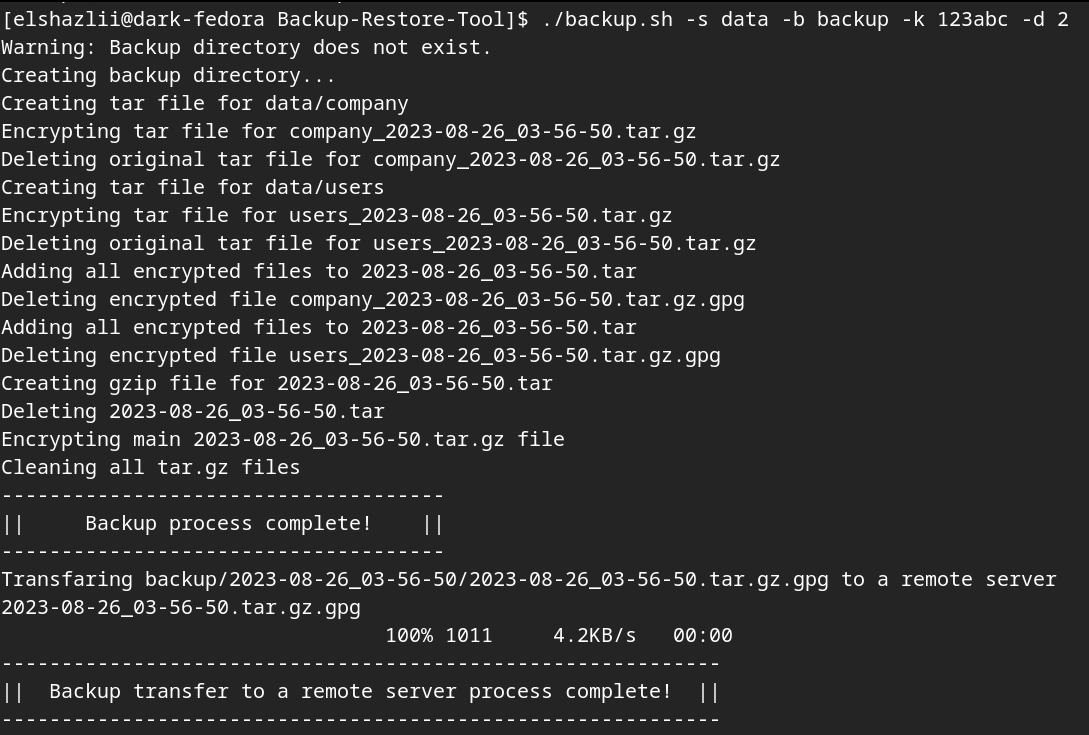 [elshazlii@dark-fedora Backup-Restore-Tool]$ ./backup.sh -s data -b backup -k 123abc -d 2
Warning: Backup directory does not exist.
Creating backup directory...
Creating tar file for data/company
Encrypting tar file for company_2023-08-26_03-56-50.tar.gz
Deleting original tar file for company_2023-08-26_03-56-50.tar.gz
Creating tar file for data/users
Encrypting tar file for users_2023-08-26_03-56-50.tar.gz
Deleting original tar file for users_2023-08-26_03-56-50.tar.gz
Adding all encrypted files to 2023-08-26_03-56-50.tar
Deleting encrypted file company_2023-08-26_03-56-50.tar.gz.gpg
Adding all encrypted files to 2023-08-26_03-56-50.tar
Deleting encrypted file users_2023-08-26_03-56-50.tar.gz.gpg
Creating gzip file for 2023-08-26_03-56-50.tar
Deleting 2023-08-26_03-56-50.tar
Encrypting main 2023-08-26_03-56-50.tar.gz file
Cleaning all tar.gz files
-------------------------------------
||     Backup process complete!    ||
-------------------------------------
Transfaring backup/2023-08-26_03-56-50/2023-08-26_03-56-50.tar.gz.gpg to a remote server
2023-08-26_03-56-50.tar.gz.gpg
                                100% 1011     4.2KB/s   00:00
------------------------------------------------------------
||  Backup transfer to a remote server process complete!  ||
------------------------------------------------------------